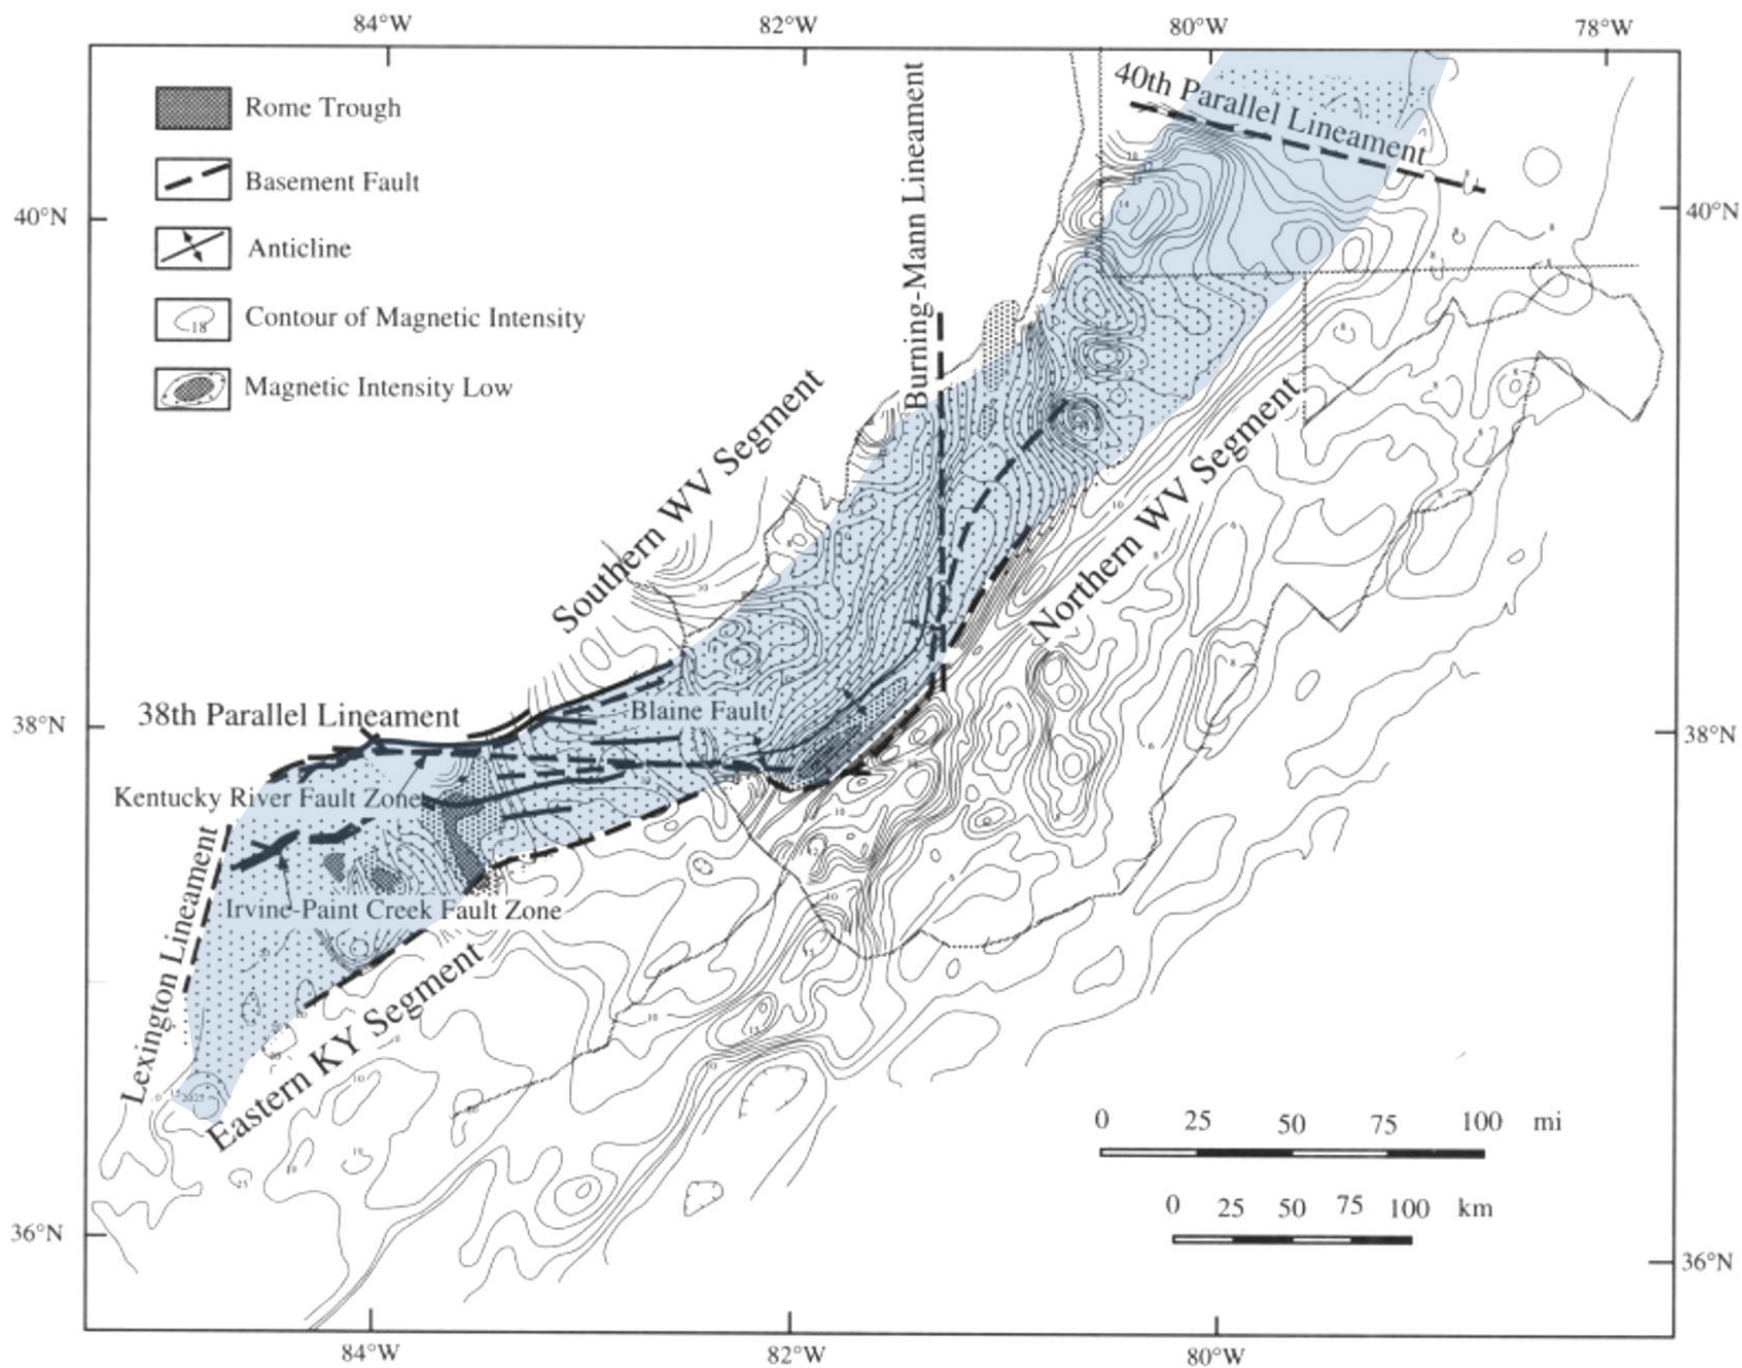 84°W
82°W
80°W
78°W
Rome Trough
Basement Fault
Anticline
18
Contour of Magnetic Intensity
Magnetic Intensity Low
40th Parallel Lineament
Burning-Mann Lineament
40°N
40°N
Southern WV Segment
Northern WV Segment
38th Parallel Lineament
Blaine Fault
38°N
38°N
Kentucky River Fault Zone
Irvine-Paint Creek Fault Zone
Lexington Lineament
Eastern KY Segment
0 25 50 75 100 mi
0 25 50 75 100 km
36°N
36°N
84°W
82°W
80°W